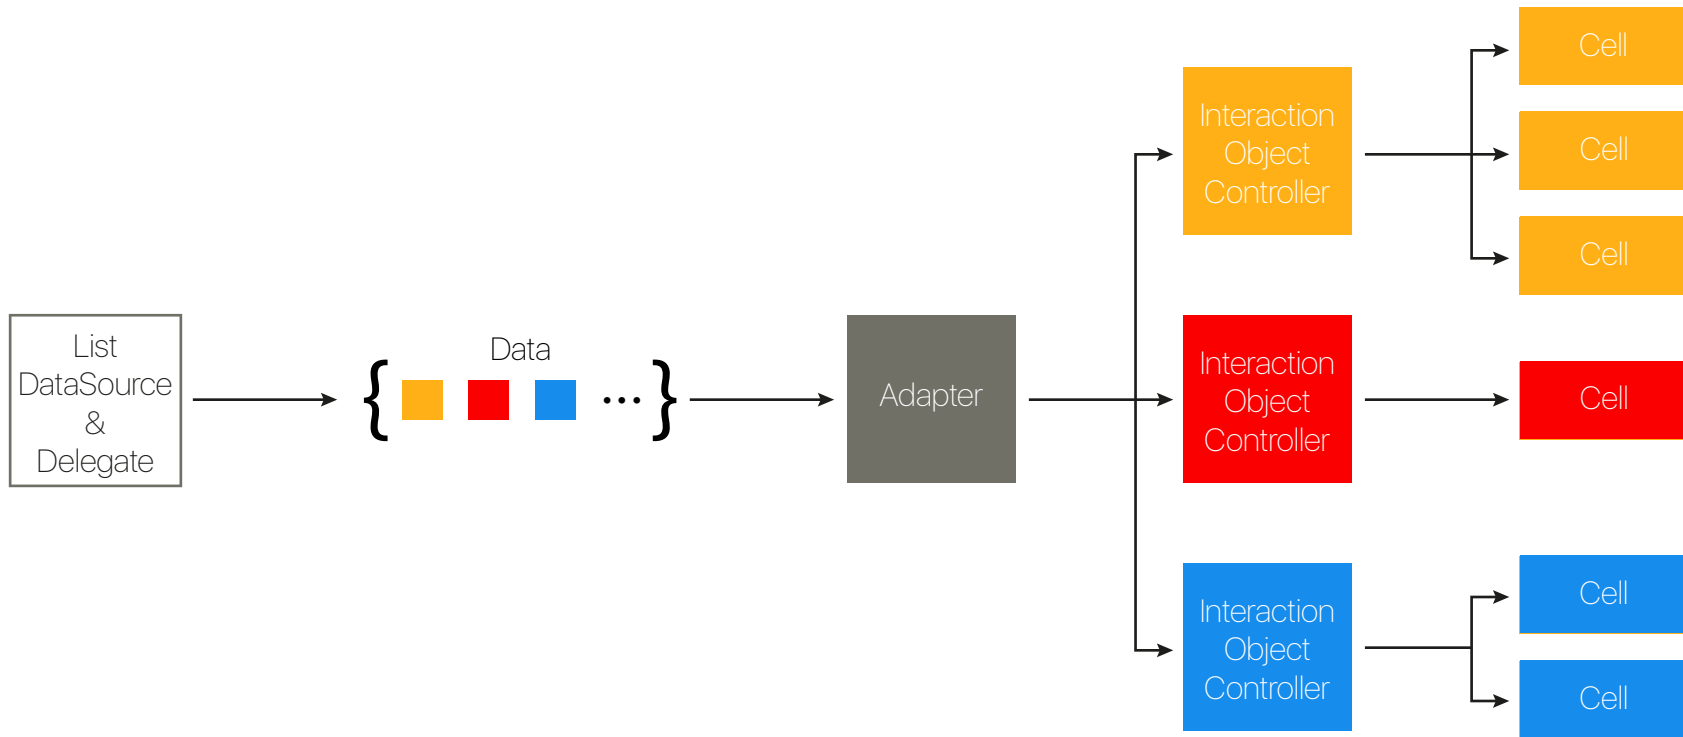 List
DataSource
&
Delegate
Data
{ ... }
Adapter
Interaction
Object
Controller
Cell
Cell
Cell
Interaction
Object
Controller
Cell
Interaction
Object
Controller
Cell
Cell